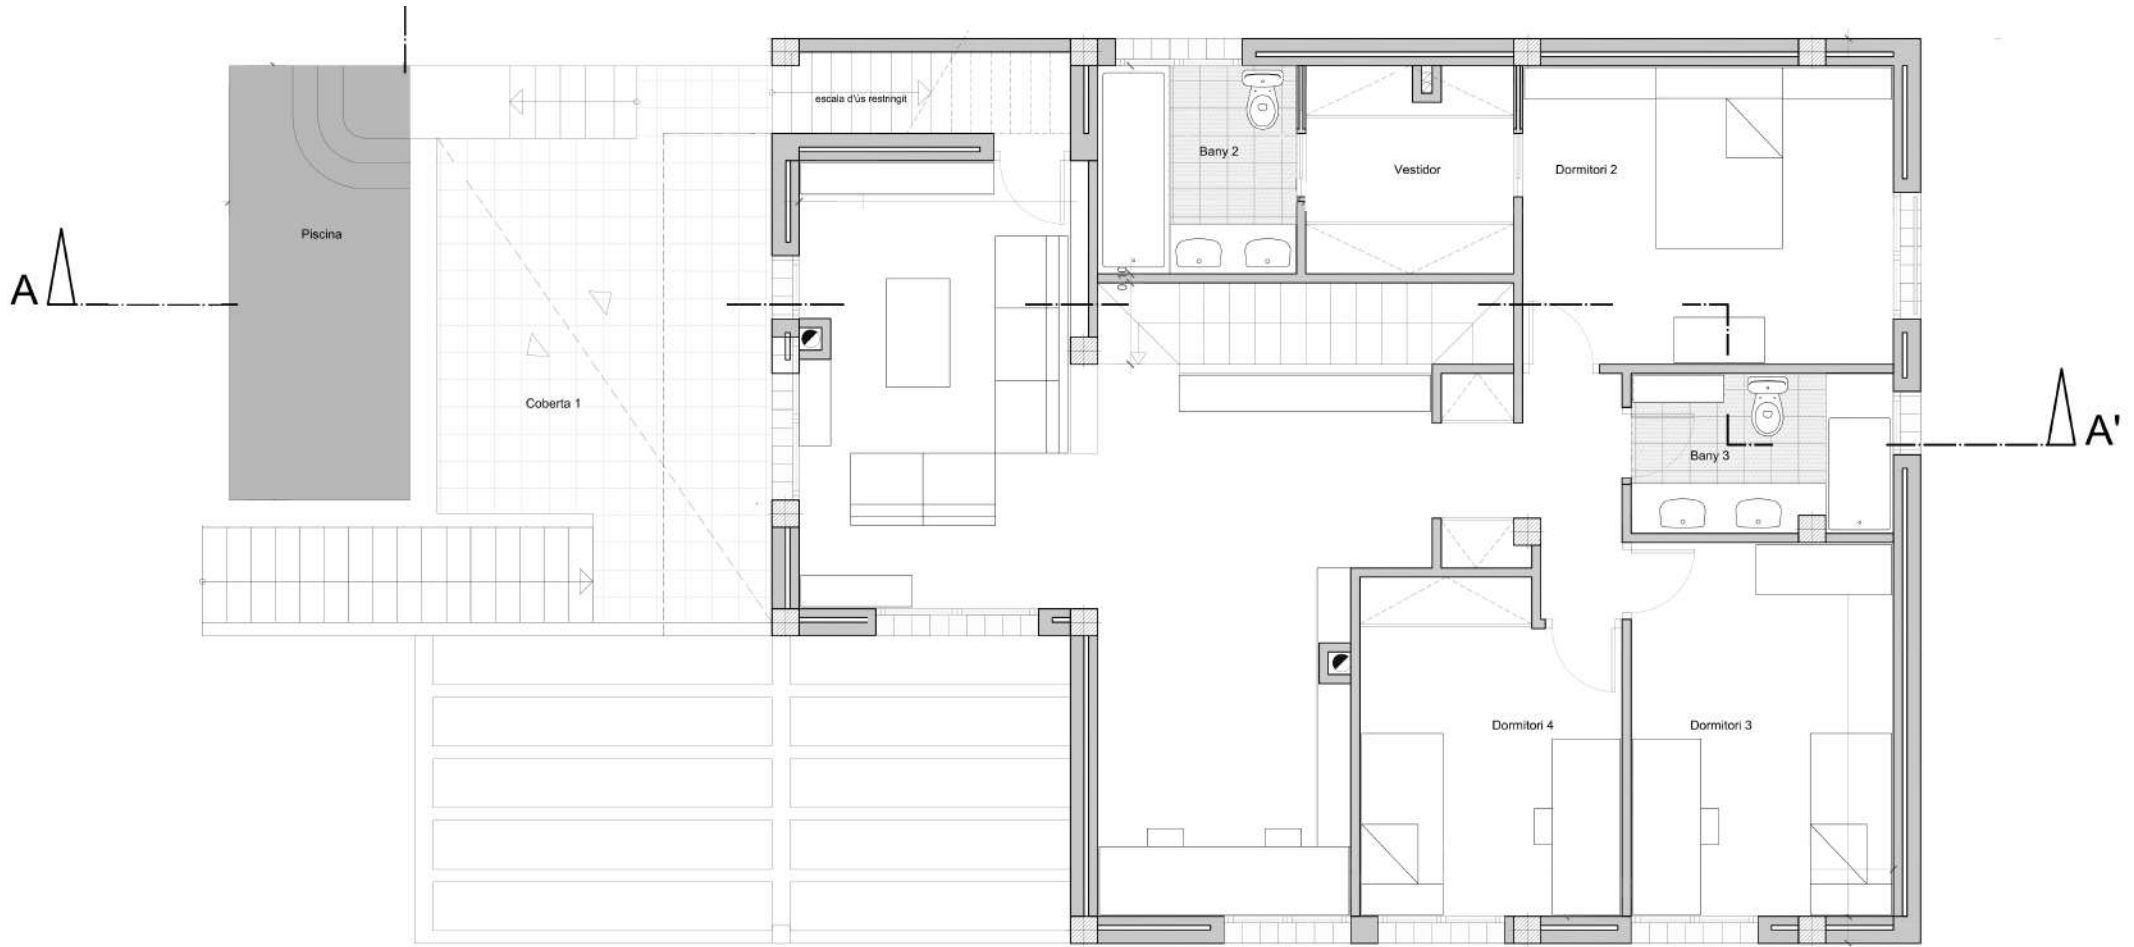 escala d'ús restringit
Bany 2
Vestidor
Dormitori 2
Piscina
A
Coberta 1
A'
Bany 3
Dormitori 4
Dormitori 3